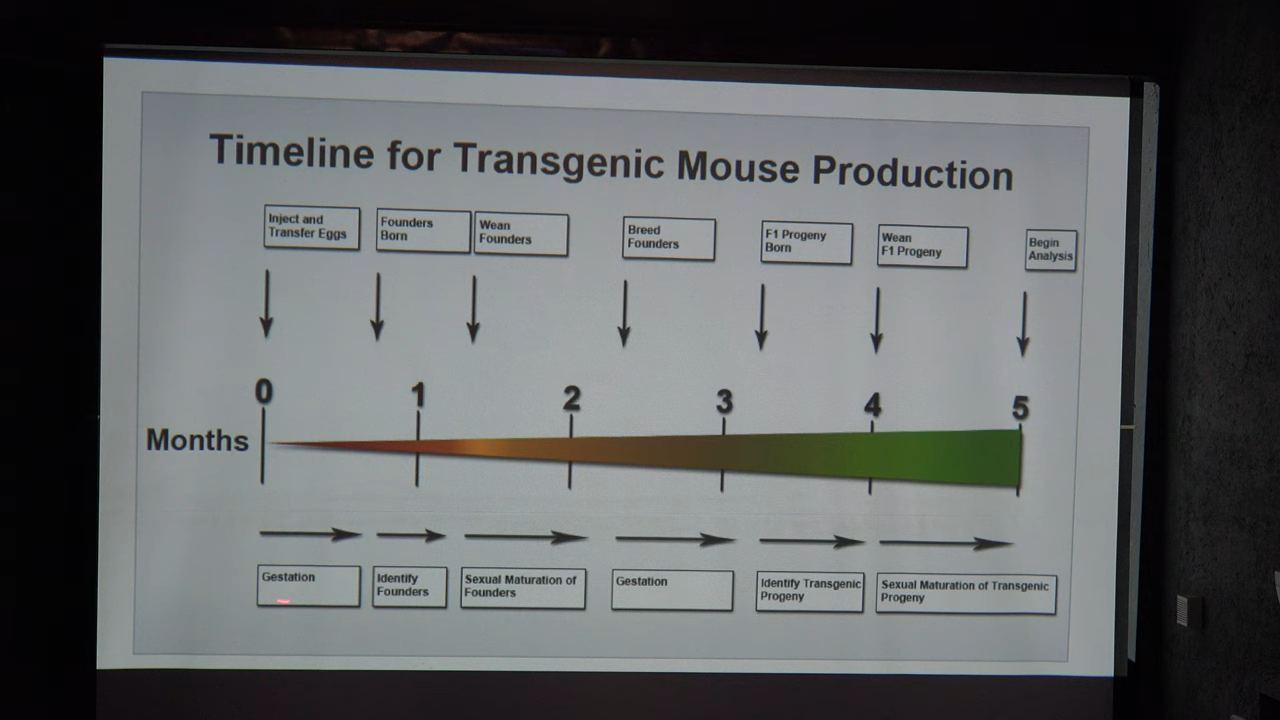 Timeline for Transgenic Mouse Production
Inject and
Transfer Eggs
Founders
Born
Wean
Founders
Breed
Founders
F1 Progeny
Born
Wean
F1 Progeny
Begin
Analysis
0
1
2
3
4
5
Months
Gestation
Identify
Founders
Sexual Maturation of
Founders
Gestation
Identify Transgenic
Progeny
Sexual Maturation of Transgenic
Progeny